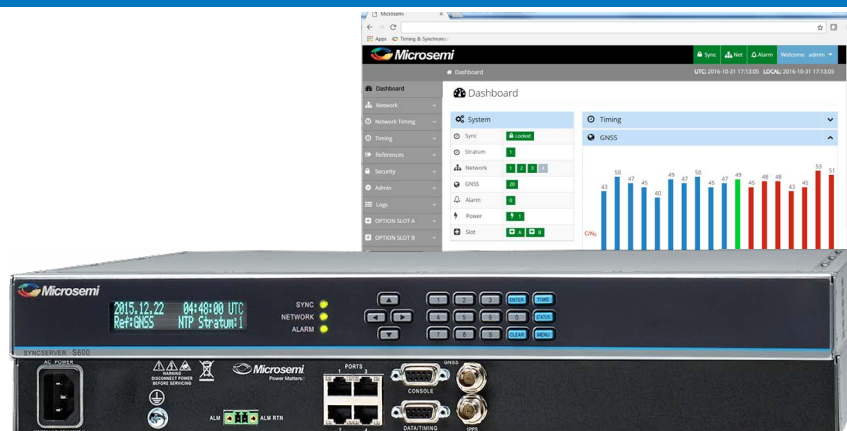 Microsemi
Apps Timing &
Microsemi
Sync Net Alarm Welcome admin
Dashboard UTC: 2016-10-31 17:13:05 LOCAL: 2016-10-31 17:13:05
Dashboard
Dashboard
Network
Network Timing
Timing
References
Security
Admin
Logs
OPTION SLOT A
OPTION SLOT B
System
Sync Locked
Stratum 1
Network 1 2 3 4
GNSS 20
Alarm 0
Power 1
Slot A B
Timing
GNSS
43 50 47 45 40 49 47 50 45 47 49 45 48 48 43 45 53 51
C/N₀
Microsemi
2015.12.22 04:48:00 UTC
Ref:GNSS NTP Stratum:1
SYNC
NETWORK
ALARM
1 2 3 ENTER TIME
4 5 6 0 STATUS
7 8 9 CLEAR MENU
SYNCSERVER S600
AC POWER
WARNING
DISCONNECT POWER
BEFORE SERVICING
Microsemi
Power Matters.
ALM ALM RTN
PORTS
1 3
2 4
CONSOLE
DATA/TIMING
GNSS
1PPS